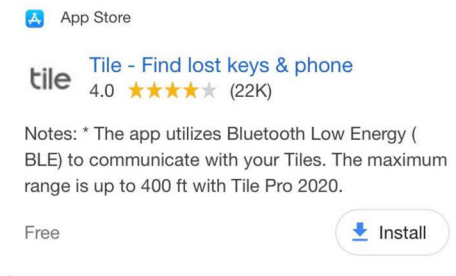 App Store
tile
Tile - Find lost keys & phone
4.0 ★★★★★ (22K)
Notes: * The app utilizes Bluetooth Low Energy (
BLE) to communicate with your Tiles. The maximum
range is up to 400 ft with Tile Pro 2020.
Free
Install